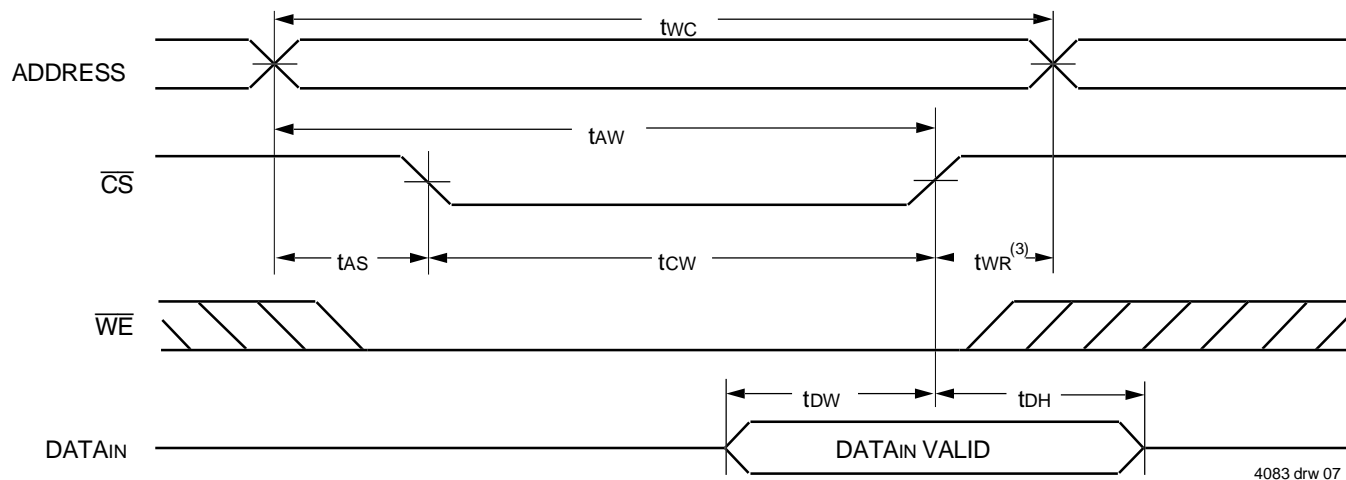 tWC
ADDRESS
tAW
CS
tAS
tCW
tWR(3)
WE
tDW
tDH
DATAIN
DATAIN VALID
4083 drw 07